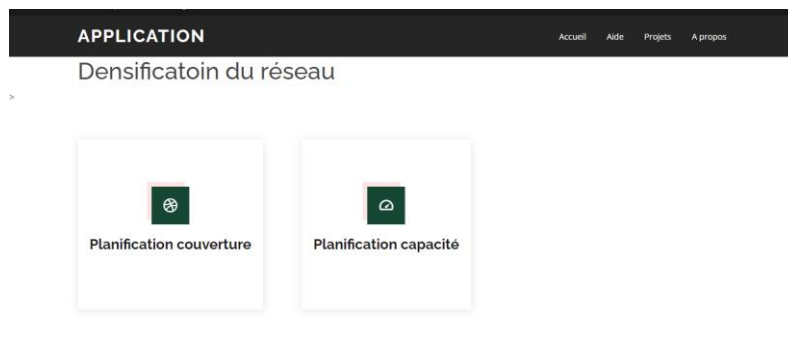 APPLICATION Accueil Aide Projets A propos
Densificatoin du réseau
>
Planification couverture Planification capacité